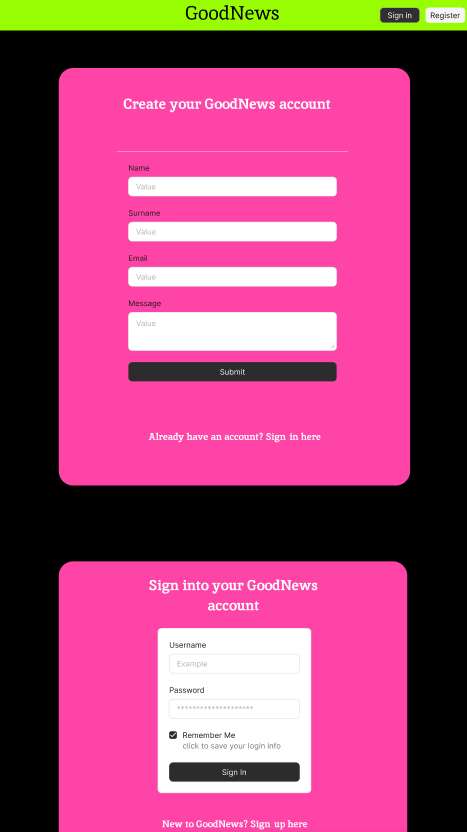 GoodNews
Sign in
Register
Create your GoodNews account
Name
Value
Surname
Value
Email
Value
Message
Value
Submit
Already have an account? Sign in here
Sign into your GoodNews
account
Username
Example
Password
********************
Remember Me
click to save your login info
Sign In
New to GoodNews? Sign up here